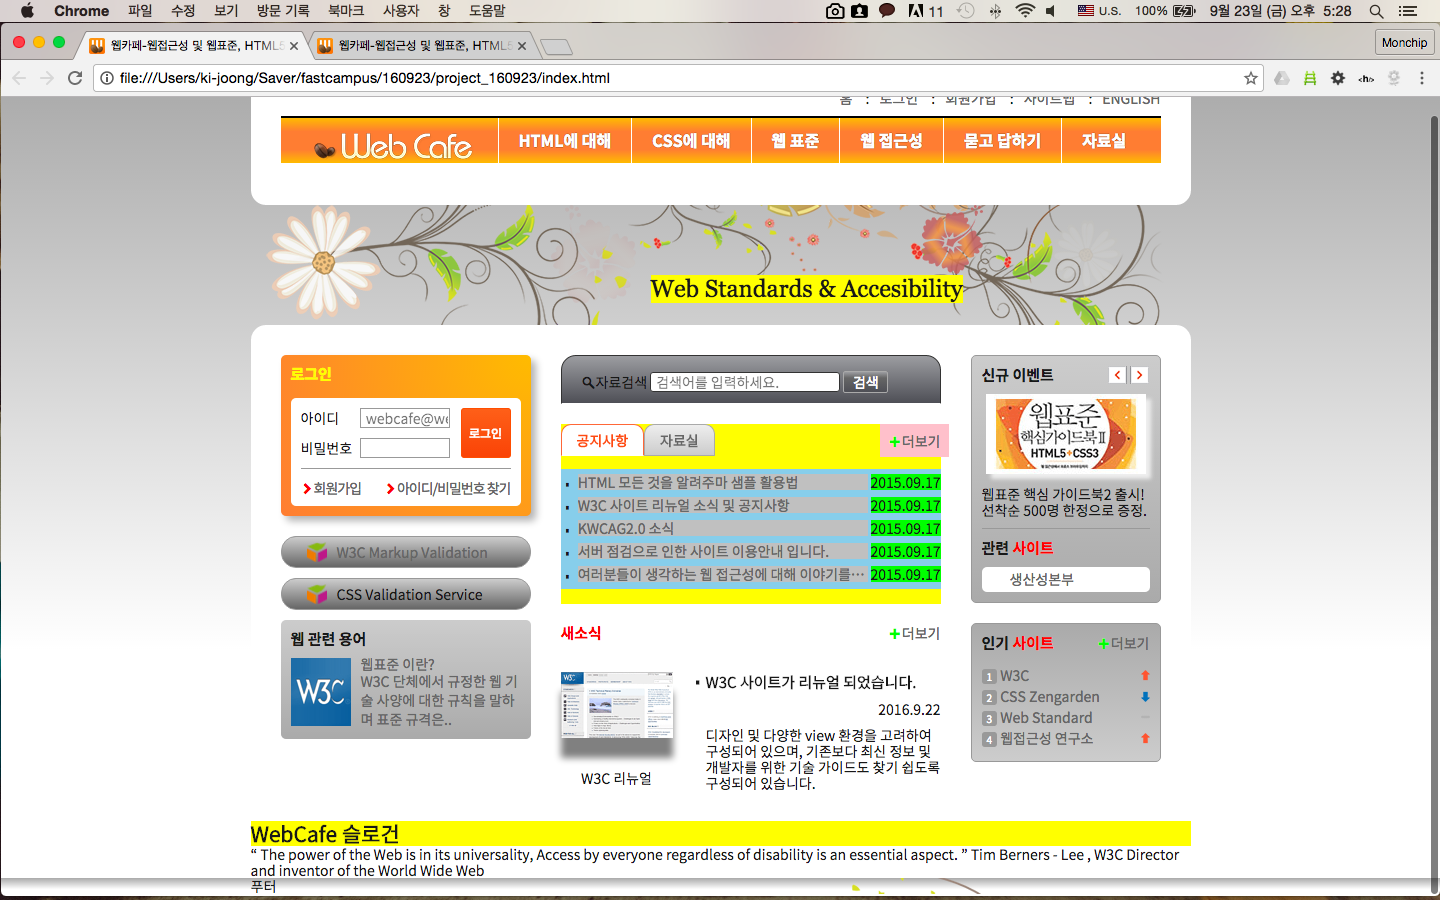 Chrome 파일 수정 보기 방문 기록 북마크 사용자 창 도움말 11 U.S. 100% 9월 23일 (금) 오후 5:28
웹카페-웹접근성 및 웹표준, HTML5 웹카페-웹접근성 및 웹표준, HTML5 Monchip
file:///Users/ki-joong/Saver/fastcampus/160923/project_160923/index.html <h>
홈 : 로그인 : 회원가입 : 사이트맵 : ENGLISH
Web Cafe HTML에 대해 CSS에 대해 웹 표준 웹 접근성 묻고 답하기 자료실
Web Standards & Accesibility
로그인
아이디 webcafe@we
비밀번호
로그인
회원가입 아이디/비밀번호 찾기
W3C Markup Validation
CSS Validation Service
웹 관련 용어
W3C
웹표준 이란?
W3C 단체에서 규정한 웹 기
술 사양에 대한 규칙을 말하
며 표준 규격은..
자료검색 검색어를 입력하세요. 검색
공지사항 자료실 +더보기
HTML 모든 것을 알려주마 샘플 활용법 2015.09.17
W3C 사이트 리뉴얼 소식 및 공지사항 2015.09.17
KWCAG2.0 소식 2015.09.17
서버 점검으로 인한 사이트 이용안내 입니다. 2015.09.17
여러분들이 생각하는 웹 접근성에 대해 이야기를… 2015.09.17
새소식 +더보기
W3C 리뉴얼
W3C 사이트가 리뉴얼 되었습니다.
2016.9.22
디자인 및 다양한 view 환경을 고려하여
구성되어 있으며, 기존보다 최신 정보 및
개발자를 위한 기술 가이드도 찾기 쉽도록
구성되어 있습니다.
신규 이벤트
웹표준
핵심가이드북Ⅱ
HTML5+CSS3
웹표준 핵심 가이드북2 출시!
선착순 500명 한정으로 증정.
관련 사이트
생산성본부
인기 사이트 +더보기
1 W3C
2 CSS Zengarden
3 Web Standard
4 웹접근성 연구소
WebCafe 슬로건
“ The power of the Web is in its universality, Access by everyone regardless of disability is an essential aspect. ” Tim Berners - Lee , W3C Director
and inventor of the World Wide Web
푸터